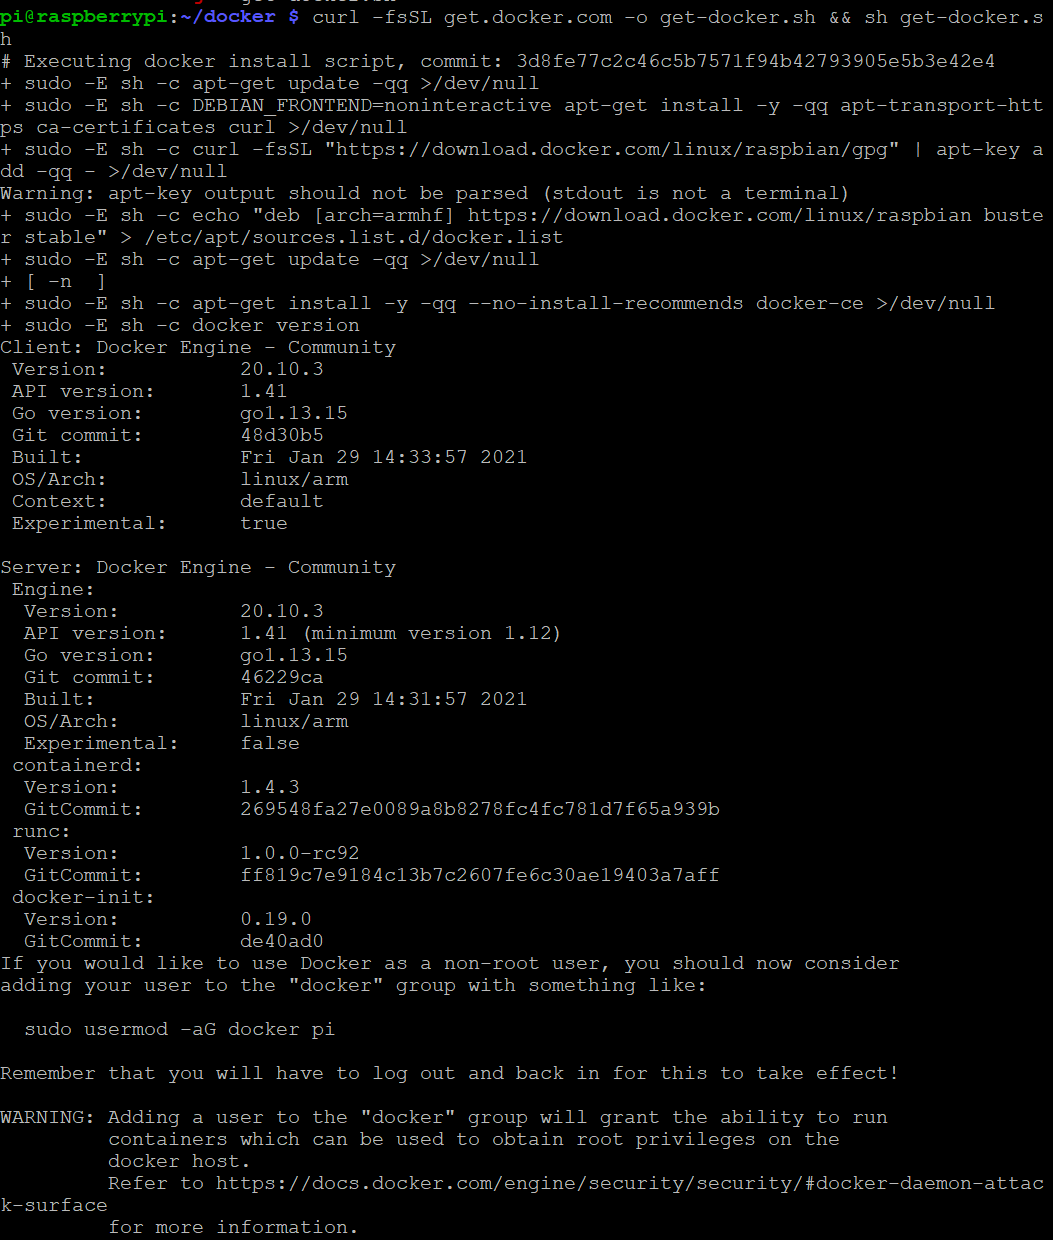 pi@raspberrypi:~/docker $ curl -fsSL get.docker.com -o get-docker.sh && sh get-docker.s
h
# Executing docker install script, commit: 3d8fe77c2c46c5b7571f94b42793905e5b3e42e4
+ sudo -E sh -c apt-get update -qq >/dev/null
+ sudo -E sh -c DEBIAN_FRONTEND=noninteractive apt-get install -y -qq apt-transport-htt
ps ca-certificates curl >/dev/null
+ sudo -E sh -c curl -fsSL "https://download.docker.com/linux/raspbian/gpg" | apt-key a
dd -qq - >/dev/null
Warning: apt-key output should not be parsed (stdout is not a terminal)
+ sudo -E sh -c echo "deb [arch=armhf] https://download.docker.com/linux/raspbian buste
r stable" > /etc/apt/sources.list.d/docker.list
+ sudo -E sh -c apt-get update -qq >/dev/null
+ [ -n  ]
+ sudo -E sh -c apt-get install -y -qq --no-install-recommends docker-ce >/dev/null
+ sudo -E sh -c docker version
Client: Docker Engine - Community
 Version:           20.10.3
 API version:       1.41
 Go version:        go1.13.15
 Git commit:        48d30b5
 Built:             Fri Jan 29 14:33:57 2021
 OS/Arch:           linux/arm
 Context:           default
 Experimental:      true

Server: Docker Engine - Community
 Engine:
  Version:          20.10.3
  API version:      1.41 (minimum version 1.12)
  Go version:       go1.13.15
  Git commit:       46229ca
  Built:            Fri Jan 29 14:31:57 2021
  OS/Arch:          linux/arm
  Experimental:     false
 containerd:
  Version:          1.4.3
  GitCommit:        269548fa27e0089a8b8278fc4fc781d7f65a939b
 runc:
  Version:          1.0.0-rc92
  GitCommit:        ff819c7e9184c13b7c2607fe6c30ae19403a7aff
 docker-init:
  Version:          0.19.0
  GitCommit:        de40ad0
If you would like to use Docker as a non-root user, you should now consider
adding your user to the "docker" group with something like:

  sudo usermod -aG docker pi

Remember that you will have to log out and back in for this to take effect!

WARNING: Adding a user to the "docker" group will grant the ability to run
         containers which can be used to obtain root privileges on the
         docker host.
         Refer to https://docs.docker.com/engine/security/security/#docker-daemon-attac
k-surface
         for more information.